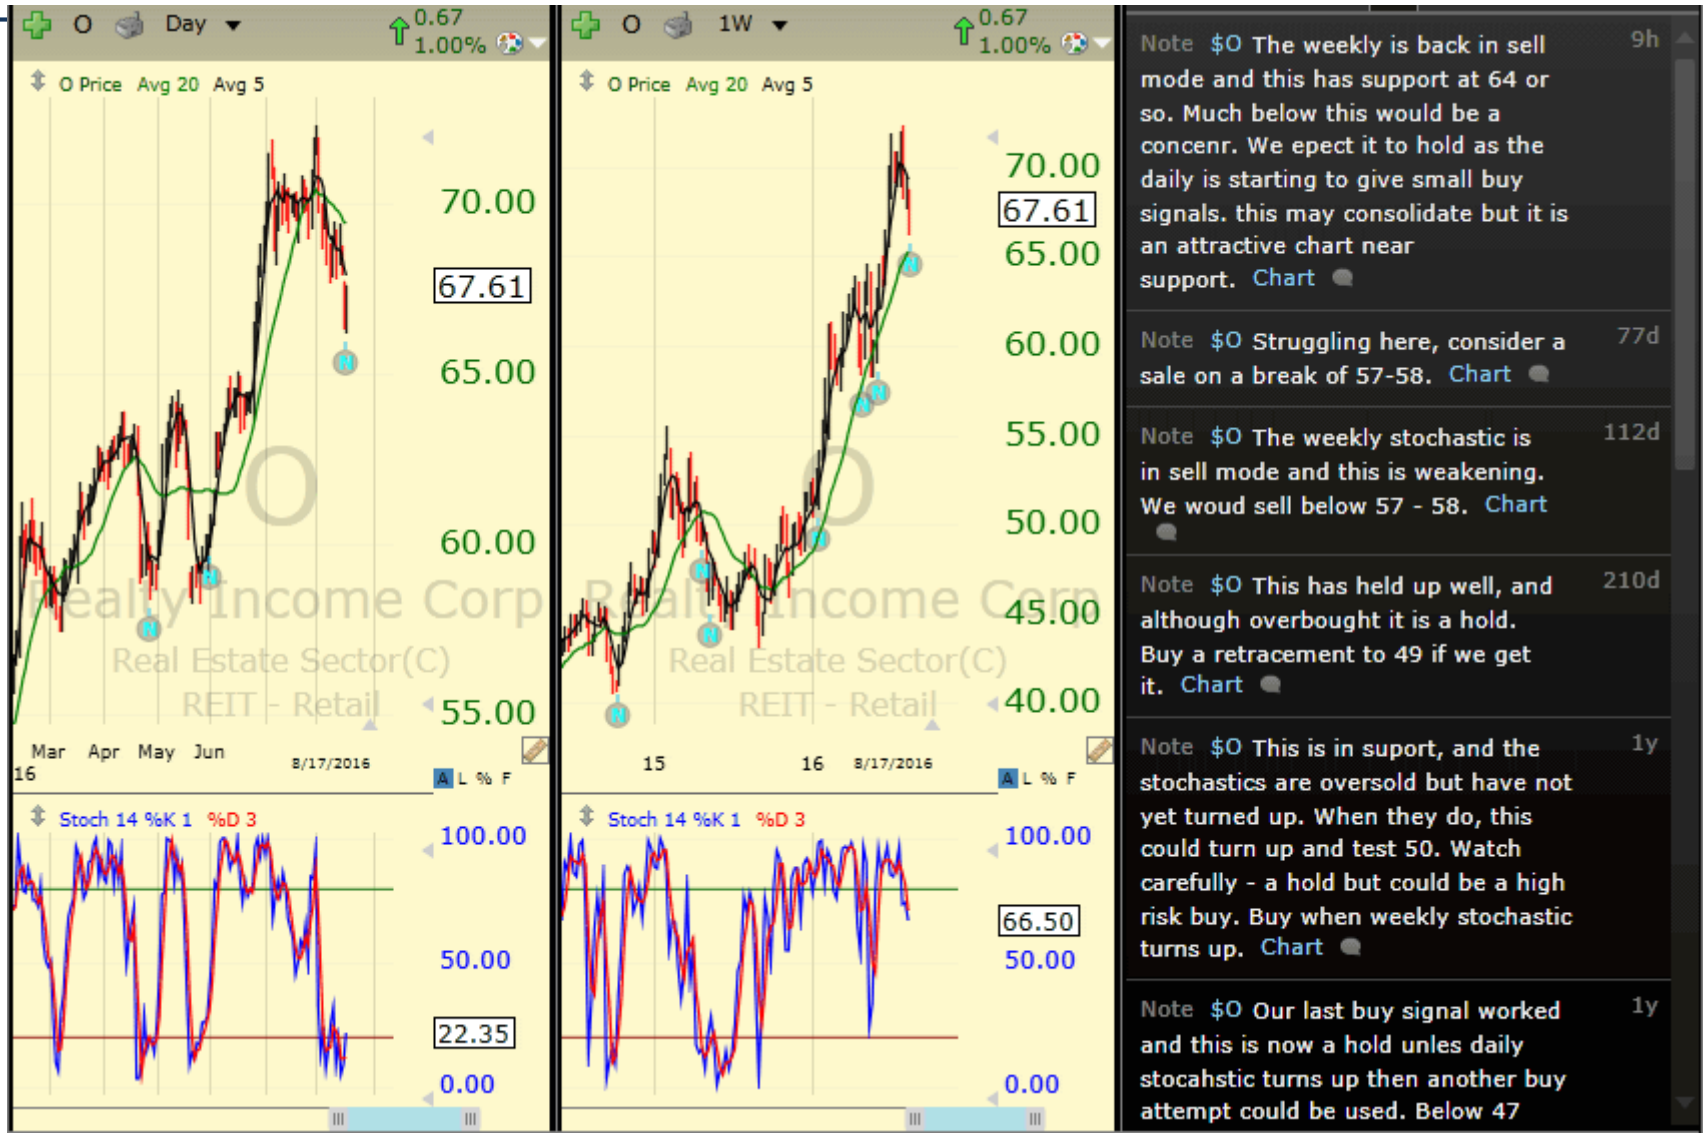 O Day 0.67
1.00%
O Price Avg 20 Avg 5
70.00
67.61
65.00
60.00
55.00
O
Realty Income Corp
Real Estate Sector(C)
REIT - Retail
N
N
N
Mar Apr May Jun
16 8/17/2016
A L % F
Stoch 14 %K 1 %D 3
100.00
50.00
22.35
0.00
O 1W 0.67
1.00%
O Price Avg 20 Avg 5
70.00
67.61
65.00
60.00
55.00
50.00
45.00
40.00
O
Realty Income Corp
Real Estate Sector(C)
REIT - Retail
N
N
N
N
N
N
N
15 16 8/17/2016
A L % F
Stoch 14 %K 1 %D 3
100.00
66.50
50.00
0.00
Note $O The weekly is back in sell 9h
mode and this has support at 64 or
so. Much below this would be a
concenr. We epect it to hold as the
daily is starting to give small buy
signals. this may consolidate but it is
an attractive chart near
support. Chart
Note $O Struggling here, consider a 77d
sale on a break of 57-58. Chart
Note $O The weekly stochastic is 112d
in sell mode and this is weakening.
We woud sell below 57 - 58. Chart
Note $O This has held up well, and 210d
although overbought it is a hold.
Buy a retracement to 49 if we get
it. Chart
Note $O This is in suport, and the 1y
stochastics are oversold but have not
yet turned up. When they do, this
could turn up and test 50. Watch
carefully - a hold but could be a high
risk buy. Buy when weekly stochastic
turns up. Chart
Note $O Our last buy signal worked 1y
and this is now a hold unles daily
stocahstic turns up then another buy
attempt could be used. Below 47